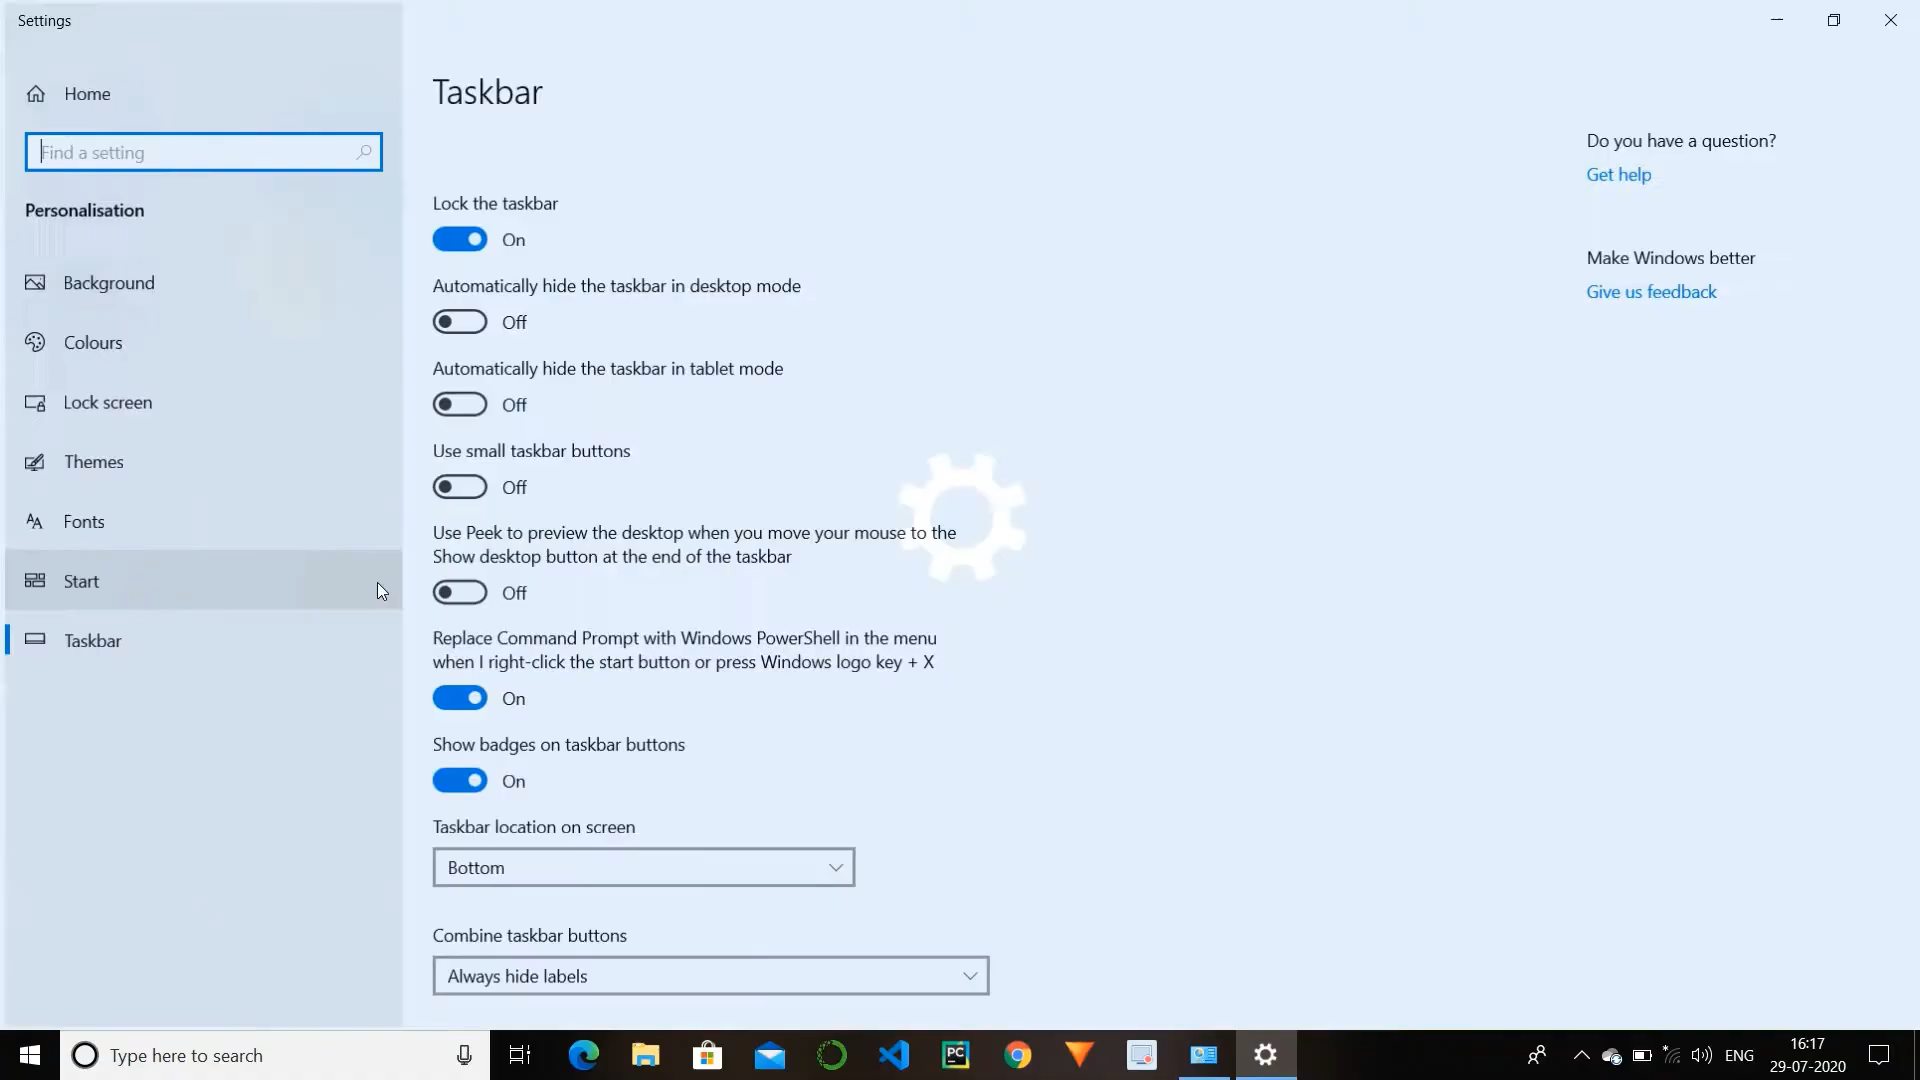 Settings
Home
Find a setting
Personalisation
Background
Colours
Lock screen
Themes
Fonts
Start
Taskbar
Taskbar
Lock the taskbar
On
Automatically hide the taskbar in desktop mode
Off
Automatically hide the taskbar in tablet mode
Off
Use small taskbar buttons
Off
Use Peek to preview the desktop when you move your mouse to the
Show desktop button at the end of the taskbar
Off
Replace Command Prompt with Windows PowerShell in the menu
when I right-click the start button or press Windows logo key + X
On
Show badges on taskbar buttons
On
Taskbar location on screen
Bottom
Combine taskbar buttons
Always hide labels
Do you have a question?
Get help
Make Windows better
Give us feedback
Type here to search
PC
ENG
16:17
29-07-2020